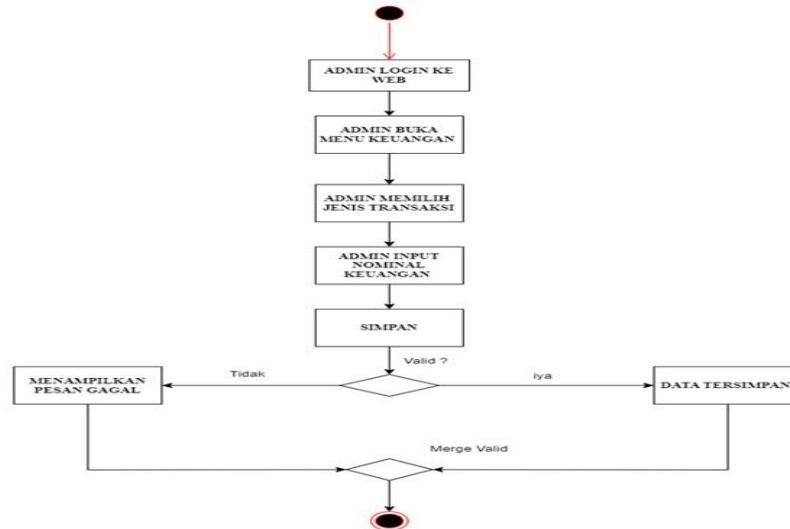 ADMIN LOGIN KE
WEB
ADMIN BUKA
MENU KEUANGAN
ADMIN MEMILIH
JENIS TRANSAKSI
ADMIN INPUT
NOMINAL
KEUANGAN
SIMPAN
Valid ?
Tidak
iya
MENAMPILKAN
PESAN GAGAL
DATA TERSIMPAN
Merge Valid